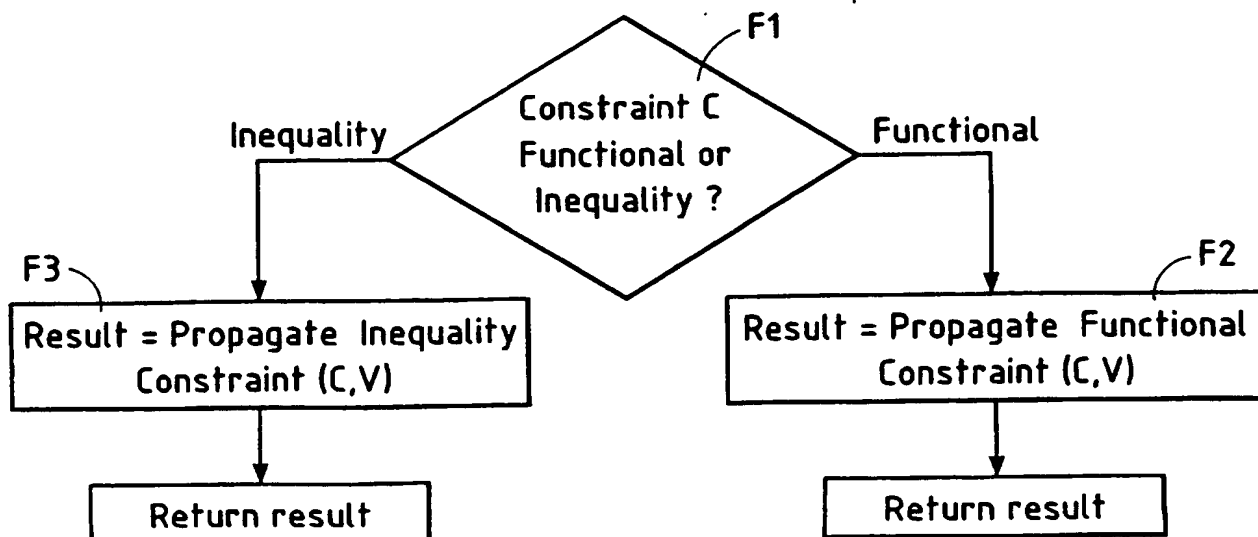 F1
Constraint C
Functional or
Inequality ?
Inequality
Functional
F3
Result = Propagate Inequality
Constraint (C,V)
Return result
F2
Result = Propagate Functional
Constraint (C,V)
Return result